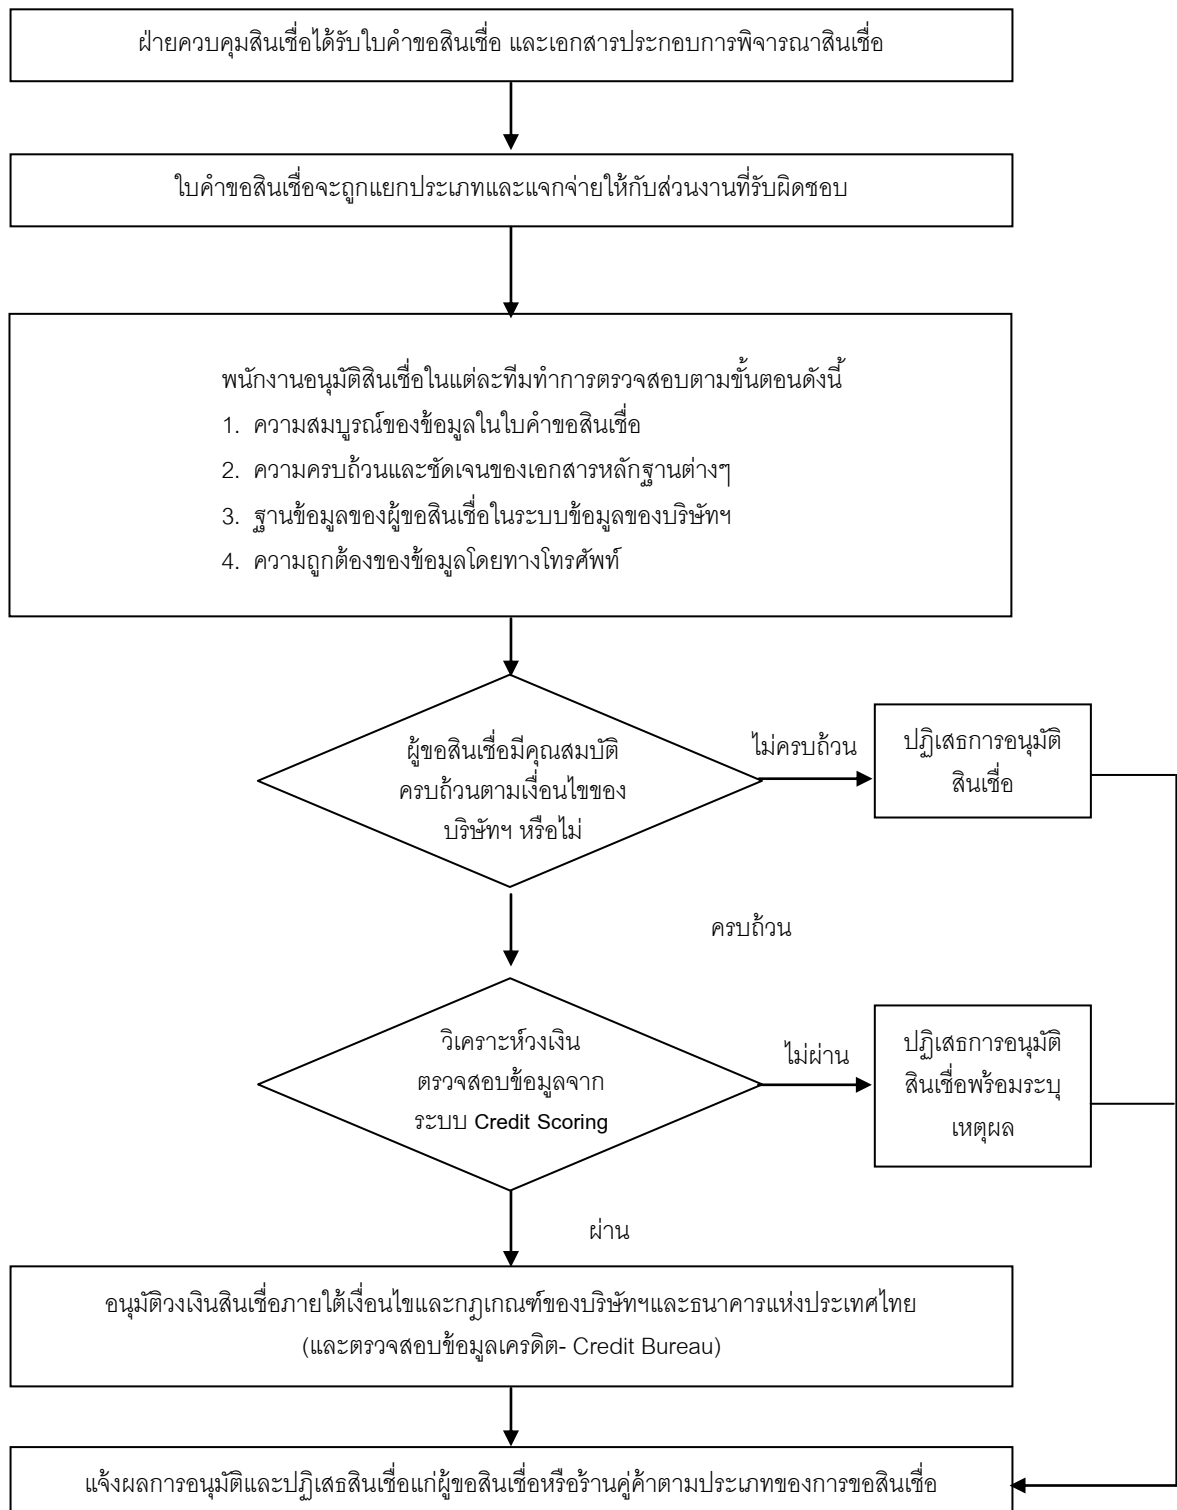 ฝ่ายควบคุมสินเชื่อได้รับใบคำขอสินเชื่อ และเอกสารประกอบการพิจารณาสินเชื่อ
ใบคำขอสินเชื่อจะถูกแยกประเภทและแจกจ่ายให้กับส่วนงานที่รับผิดชอบ
พนักงานอนุมัติสินเชื่อในแต่ละทีมทำการตรวจสอบตามขั้นตอนดังนี้
1. ความสมบูรณ์ของข้อมูลในใบคำขอสินเชื่อ
2. ความครบถ้วนและชัดเจนของเอกสารหลักฐานต่างๆ
3. ฐานข้อมูลของผู้ขอสินเชื่อในระบบข้อมูลของบริษัทฯ
4. ความถูกต้องของข้อมูลโดยทางโทรศัพท์
ผู้ขอสินเชื่อมีคุณสมบัติ
ครบถ้วนตามเงื่อนไขของ
บริษัทฯ หรือไม่
ไม่ครบถ้วน
ปฏิเสธการอนุมัติ
สินเชื่อ
ครบถ้วน
วิเคราะห์วงเงิน
ตรวจสอบข้อมูลจาก
ระบบ Credit Scoring
ไม่ผ่าน
ปฏิเสธการอนุมัติ
สินเชื่อพร้อมระบุ
เหตุผล
ผ่าน
อนุมัติวงเงินสินเชื่อภายใต้เงื่อนไขและกฎเกณฑ์ของบริษัทฯและธนาคารแห่งประเทศไทย
(และตรวจสอบข้อมูลเครดิต- Credit Bureau)
แจ้งผลการอนุมัติและปฏิเสธสินเชื่อแก่ผู้ขอสินเชื่อหรือร้านคู่ค้าตามประเภทของการขอสินเชื่อ